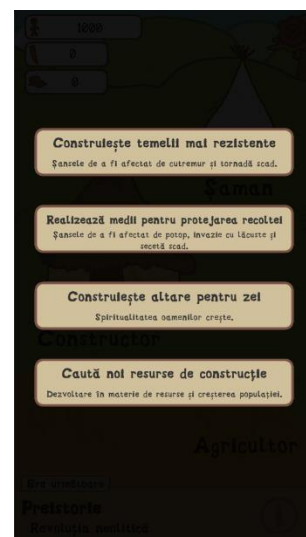 1000
0
0
Construiește temelii mai rezistente
Șansele de a fi afectat de cutremur și tornadă scad.
Șaman
Realizează medii pentru protejarea recoltei
Șansele de a fi afectat de potop, invazie cu lăcuste și
secetă scad.
Construiește altare pentru zei
Spiritualitatea oamenilor crește.
Constructor
Caută noi resurse de construcție
Dezvoltare în materie de resurse și creșterea populației.
Agricultor
Era următoare
Preistorie
Revoluția neolitică